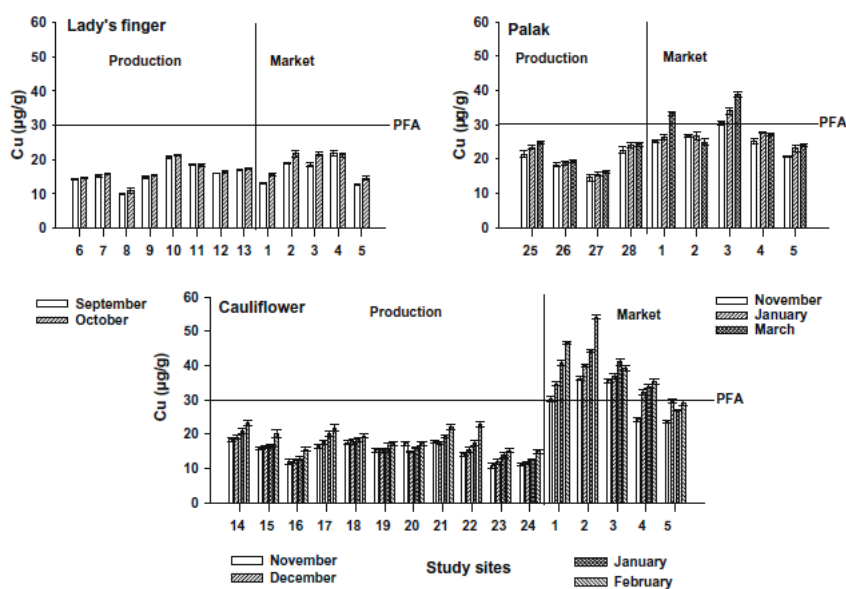 Lady's finger
Production Market
Cu (µg/g)
60
50
40
30
20
10
0
PFA
6 7 8 9 10 11 12 13 1 2 3 4 5
September
October
Palak
Production Market
Cu (µg/g)
60
50
40
30
20
10
0
PFA
25 26 27 28 1 2 3 4 5
November
January
March
Cauliflower
Production Market
Cu (µg/g)
60
50
40
30
20
10
0
PFA
14 15 16 17 18 19 20 21 22 23 24 1 2 3 4 5
November
December
Study sites
January
February